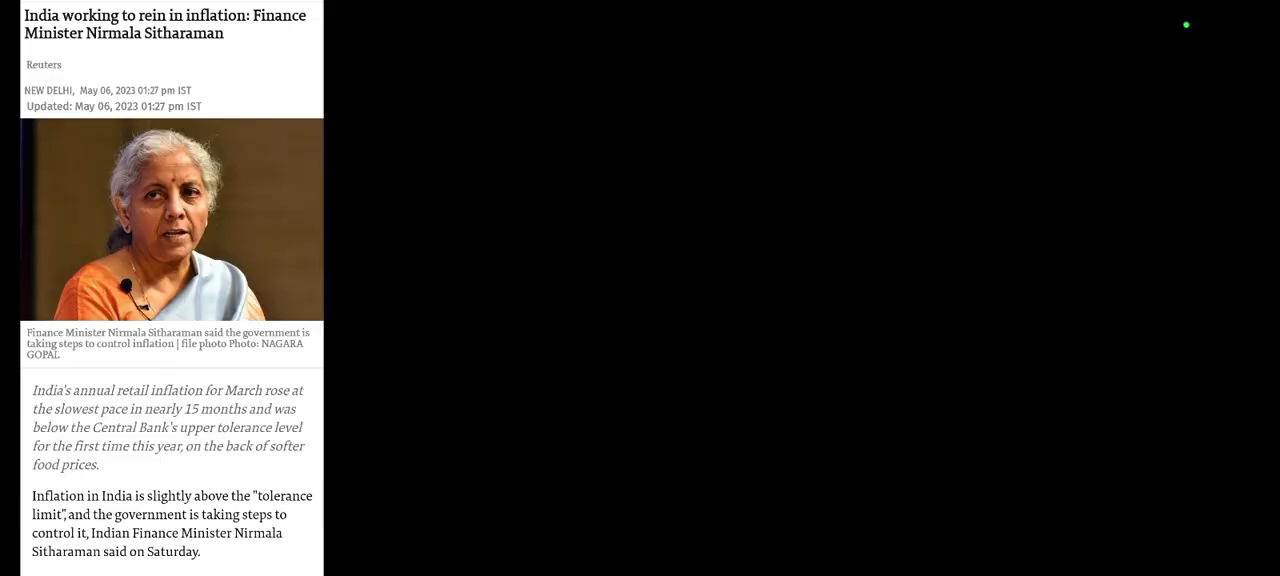 India working to rein in inflation: Finance
Minister Nirmala Sitharaman
Reuters
NEW DELHI, May 06, 2023 01:27 pm IST
Updated: May 06, 2023 01:27 pm IST
Finance Minister Nirmala Sitharaman said the government is
taking steps to control inflation | file photo Photo: NAGARA
GOPAL
India's annual retail inflation for March rose at
the slowest pace in nearly 15 months and was
below the Central Bank's upper tolerance level
for the first time this year, on the back of softer
food prices.
Inflation in India is slightly above the "tolerance
limit", and the government is taking steps to
control it, Indian Finance Minister Nirmala
Sitharaman said on Saturday.